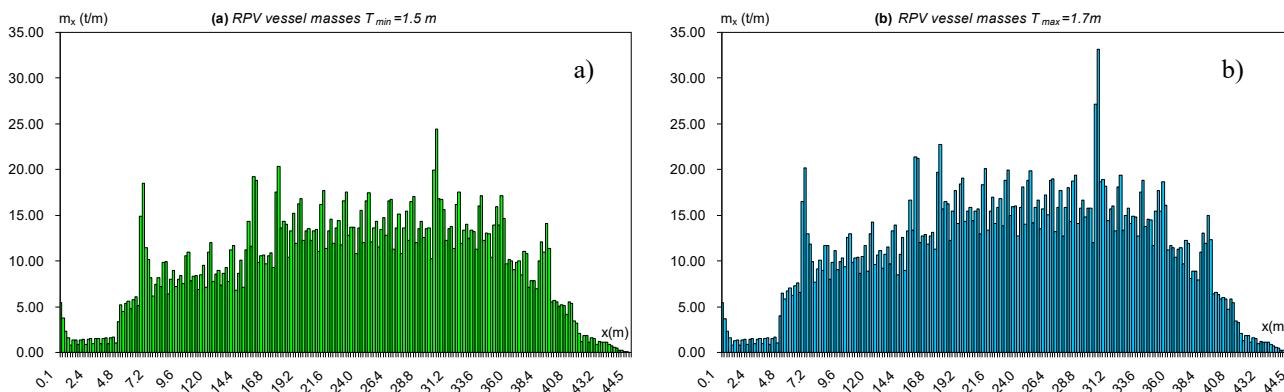 mₓ (t/m) (a) RPV vessel masses T min =1.5 m
35.00
30.00
25.00
20.00
15.00
10.00
5.00
0.00
a)
x(m)
0.1 2.4 4.8 7.2 9.6 12.0 14.4 16.8 19.2 21.6 24.0 26.4 28.8 31.2 33.6 36.0 38.4 40.8 43.2 44.5
mₓ (t/m) (b) RPV vessel masses T max =1.7m
35.00
30.00
25.00
20.00
15.00
10.00
5.00
0.00
b)
x(m)
0.1 2.4 4.8 7.2 9.6 12.0 14.4 16.8 19.2 21.6 24.0 26.4 28.8 31.2 33.6 36.0 38.4 40.8 43.2 44.5